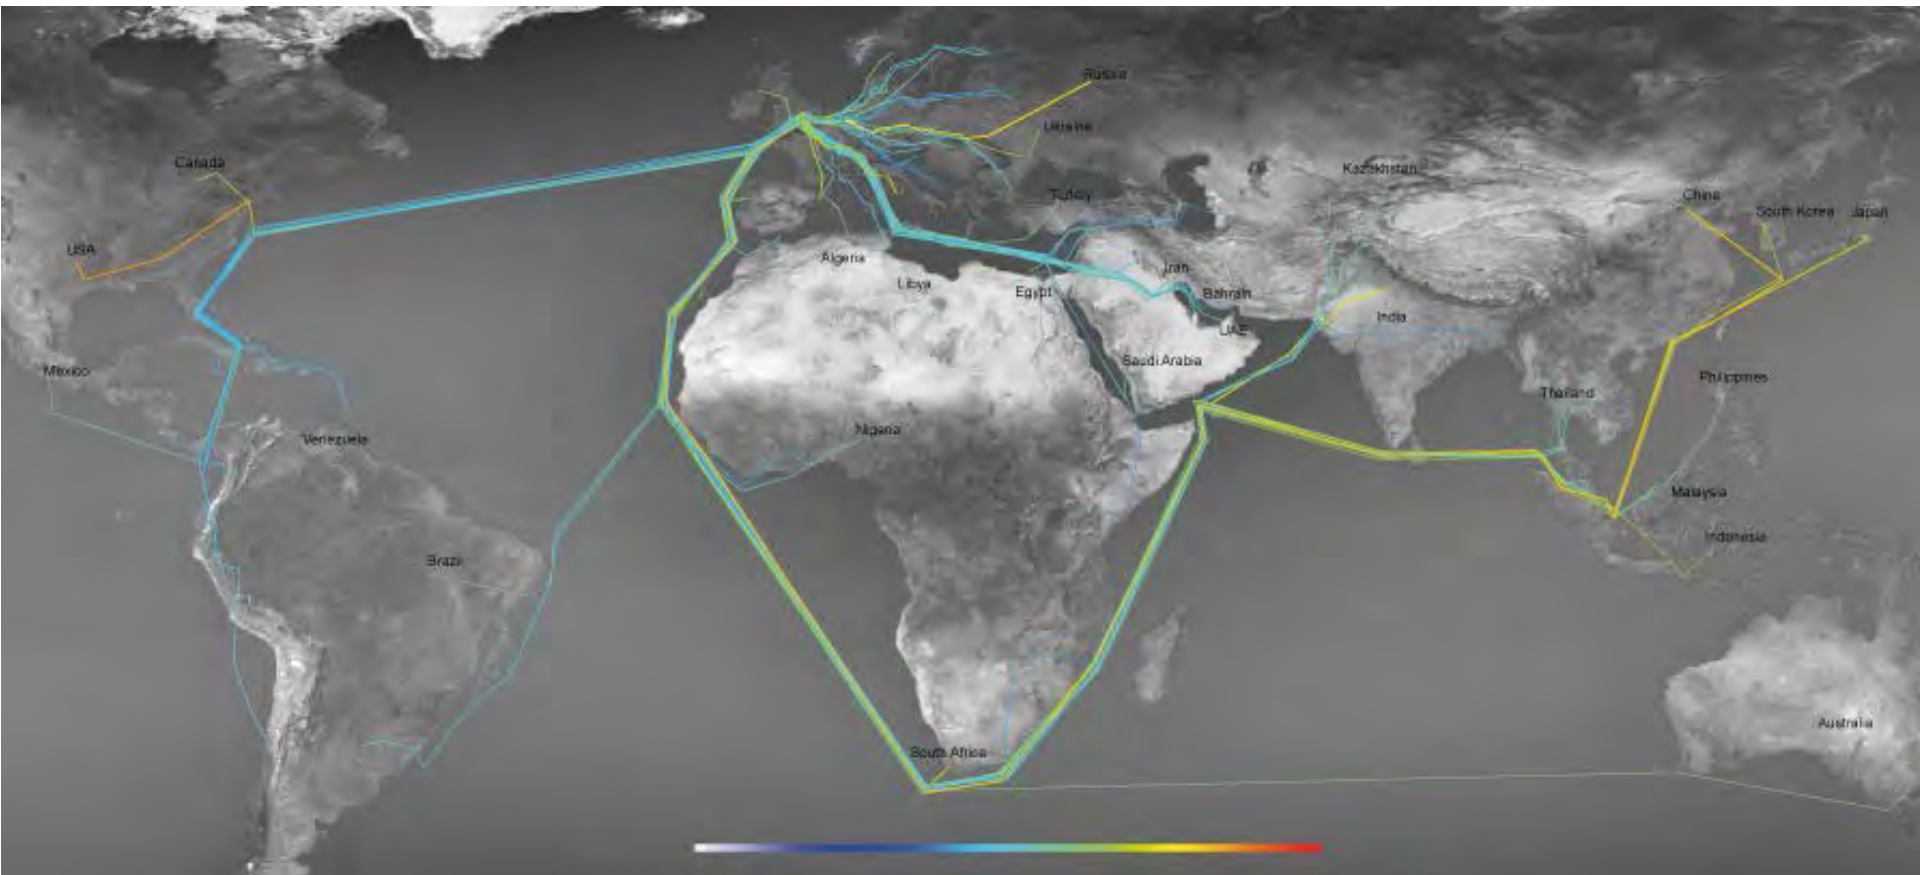 Russia
Ukraine
Canada
Kazakhstan
Turkey
China
South Korea
Japan
USA
Algeria
Iran
Libya
Egypt
Bahrain
India
UAE
Saudi Arabia
Mexico
Philippines
Thailand
Nigeria
Venezuela
Malaysia
Indonesia
Brazil
Australia
South Africa